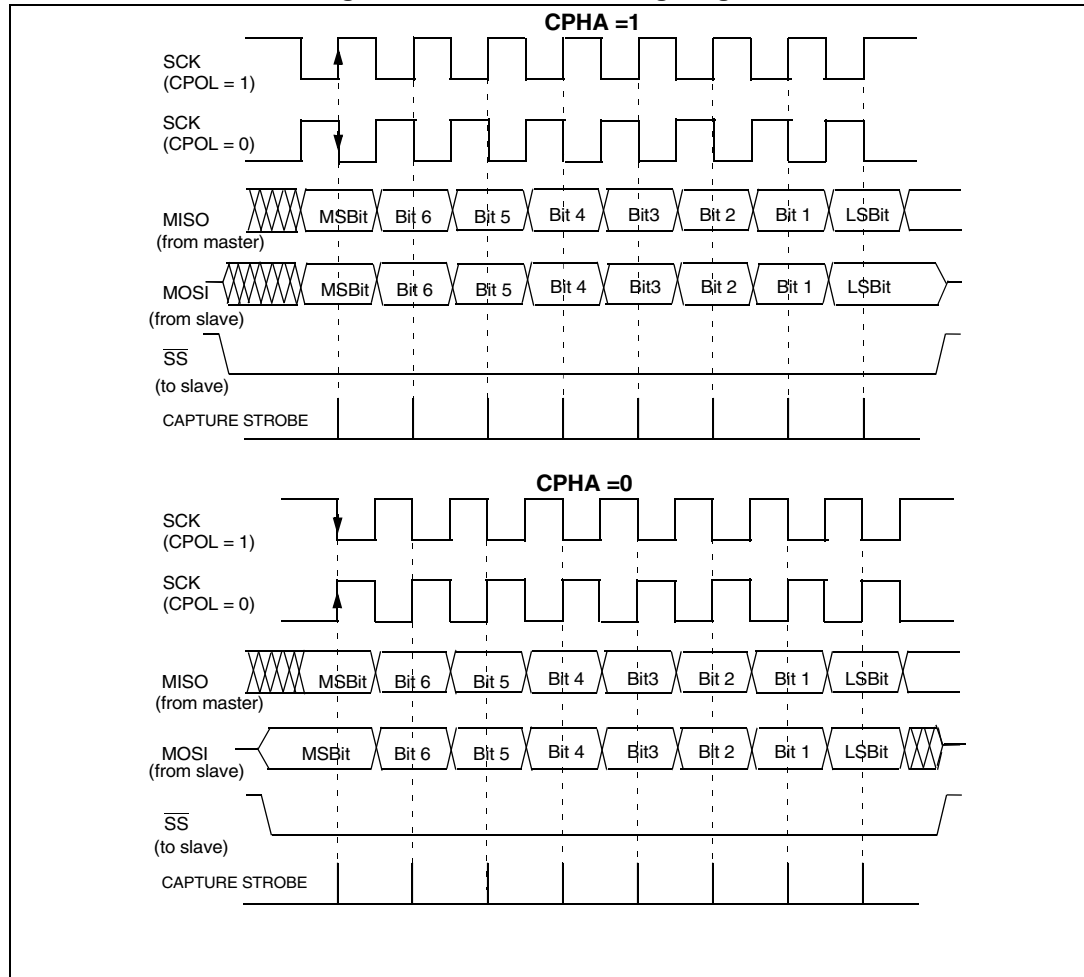 CPHA =1
SCK
(CPOL = 1)
SCK
(CPOL = 0)
MISO
(from master)
MSBit Bit 6 Bit 5 Bit 4 Bit3 Bit 2 Bit 1 LSBit
MOSI
(from slave)
MSBit Bit 6 Bit 5 Bit 4 Bit3 Bit 2 Bit 1 LSBit
SS
(to slave)
CAPTURE STROBE
CPHA =0
SCK
(CPOL = 1)
SCK
(CPOL = 0)
MISO
(from master)
MSBit Bit 6 Bit 5 Bit 4 Bit3 Bit 2 Bit 1 LSBit
MOSI
(from slave)
MSBit Bit 6 Bit 5 Bit 4 Bit3 Bit 2 Bit 1 LSBit
SS
(to slave)
CAPTURE STROBE